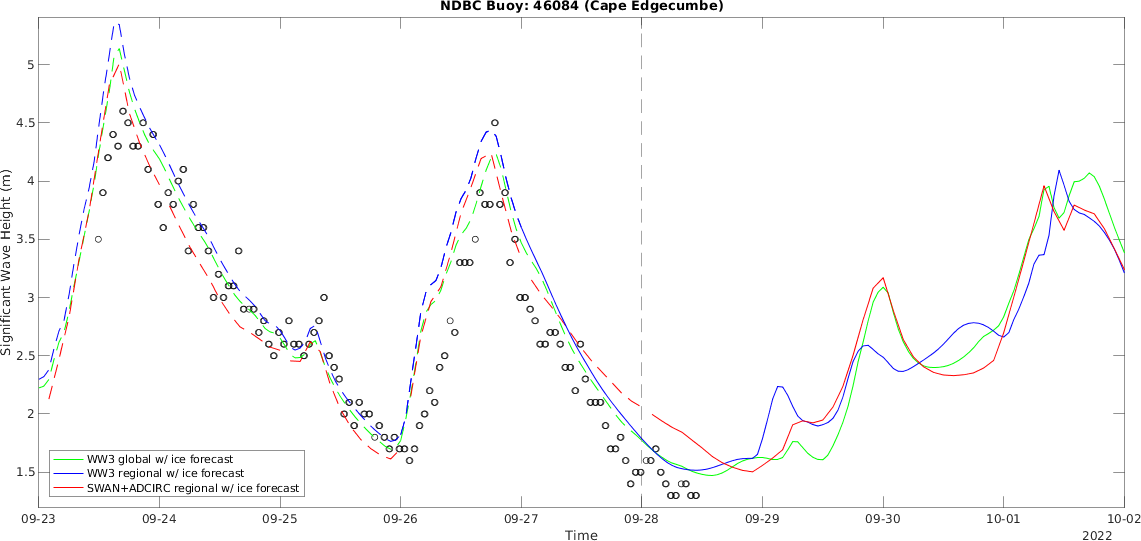 NDBC Buoy: 46084 (Cape Edgecumbe)
5
4.5
4
3.5
3
2.5
2
1.5
Significant Wave Height (m)
WW3 global w/ ice forecast
WW3 regional w/ ice forecast
SWAN+ADCIRC regional w/ ice forecast
09-23 09-24 09-25 09-26 09-27 09-28 09-29 09-30 10-01 10-02
Time
2022